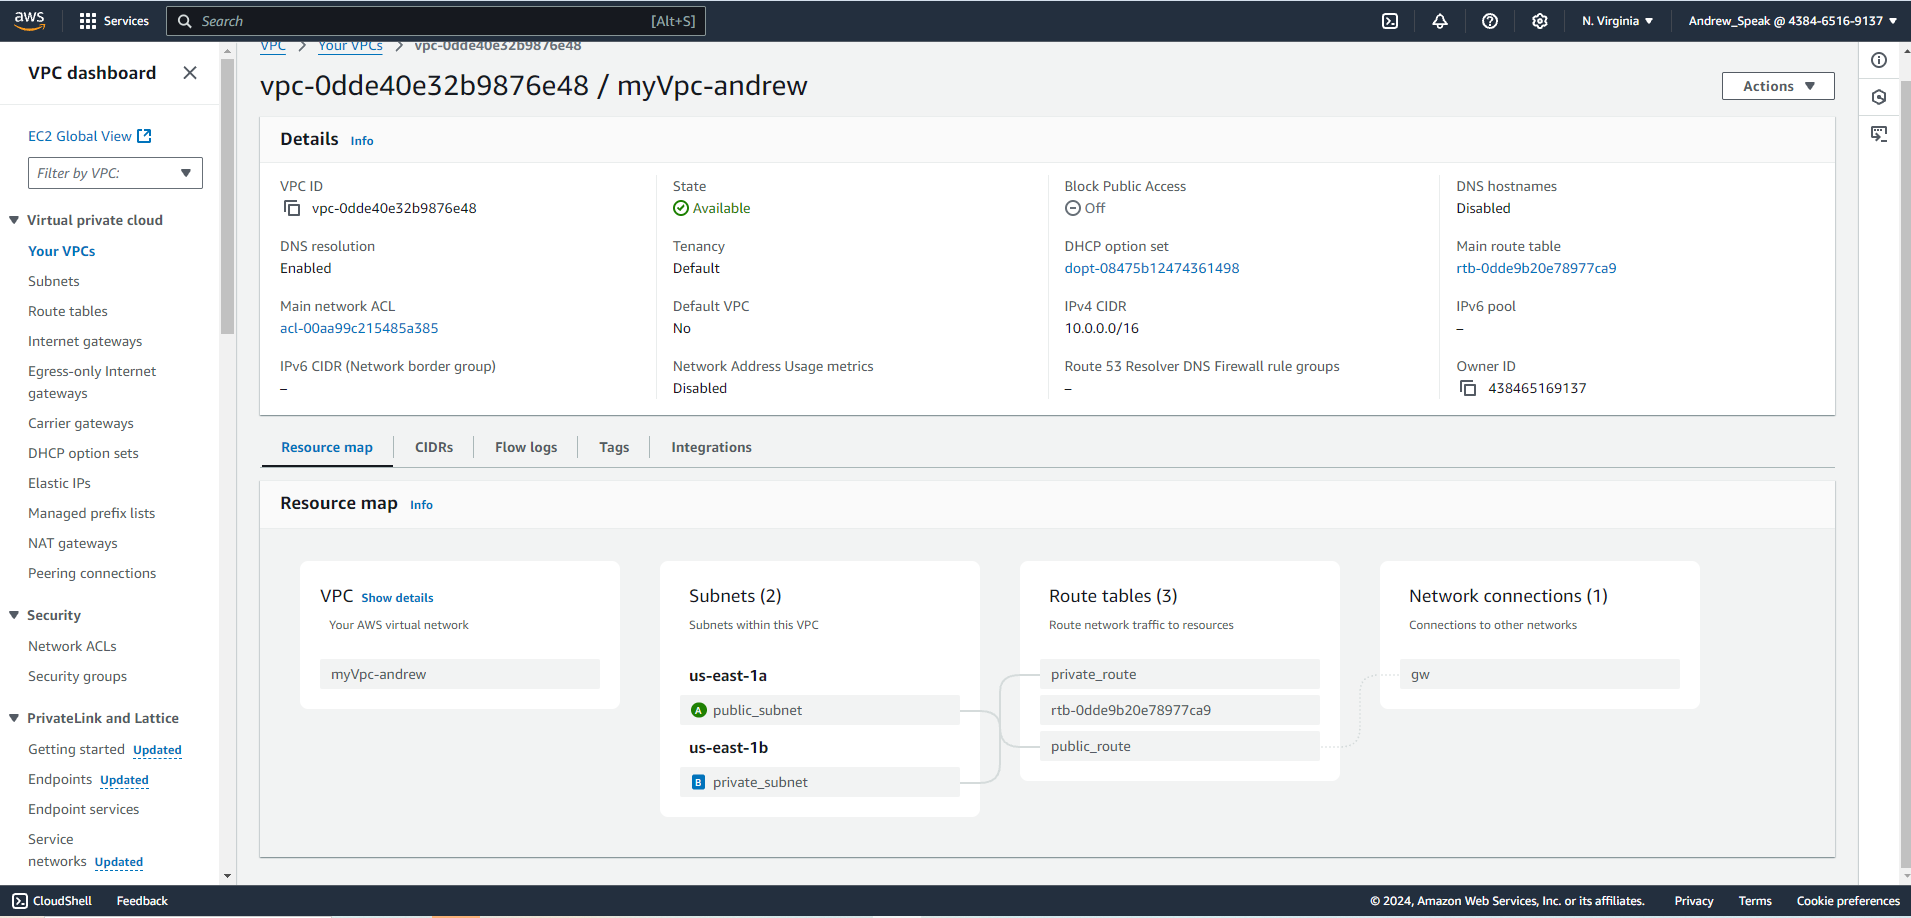 aws
Services
Search [Alt+S]
N. Virginia
Andrew_Speak @ 4384-6516-9137
VPC dashboard
EC2 Global View
Filter by VPC:
Virtual private cloud
Your VPCs
Subnets
Route tables
Internet gateways
Egress-only Internet
gateways
Carrier gateways
DHCP option sets
Elastic IPs
Managed prefix lists
NAT gateways
Peering connections
Security
Network ACLs
Security groups
PrivateLink and Lattice
Getting started Updated
Endpoints Updated
Endpoint services
Service
networks Updated
VPC > Your VPCs > vpc-0dde40e32b9876e48
vpc-0dde40e32b9876e48 / myVpc-andrew
Actions
Details Info
VPC ID
vpc-0dde40e32b9876e48
State
Available
Block Public Access
Off
DNS hostnames
Disabled
DNS resolution
Enabled
Tenancy
Default
DHCP option set
dopt-08475b12474361498
Main route table
rtb-0dde9b20e78977ca9
Main network ACL
acl-00aa99c215485a385
Default VPC
No
IPv4 CIDR
10.0.0.0/16
IPv6 pool
–
IPv6 CIDR (Network border group)
–
Network Address Usage metrics
Disabled
Route 53 Resolver DNS Firewall rule groups
–
Owner ID
438465169137
Resource map
CIDRs
Flow logs
Tags
Integrations
Resource map Info
VPC Show details
Your AWS virtual network
myVpc-andrew
Subnets (2)
Subnets within this VPC
us-east-1a
A public_subnet
us-east-1b
B private_subnet
Route tables (3)
Route network traffic to resources
private_route
rtb-0dde9b20e78977ca9
public_route
Network connections (1)
Connections to other networks
gw
CloudShell
Feedback
© 2024, Amazon Web Services, Inc. or its affiliates.
Privacy
Terms
Cookie preferences